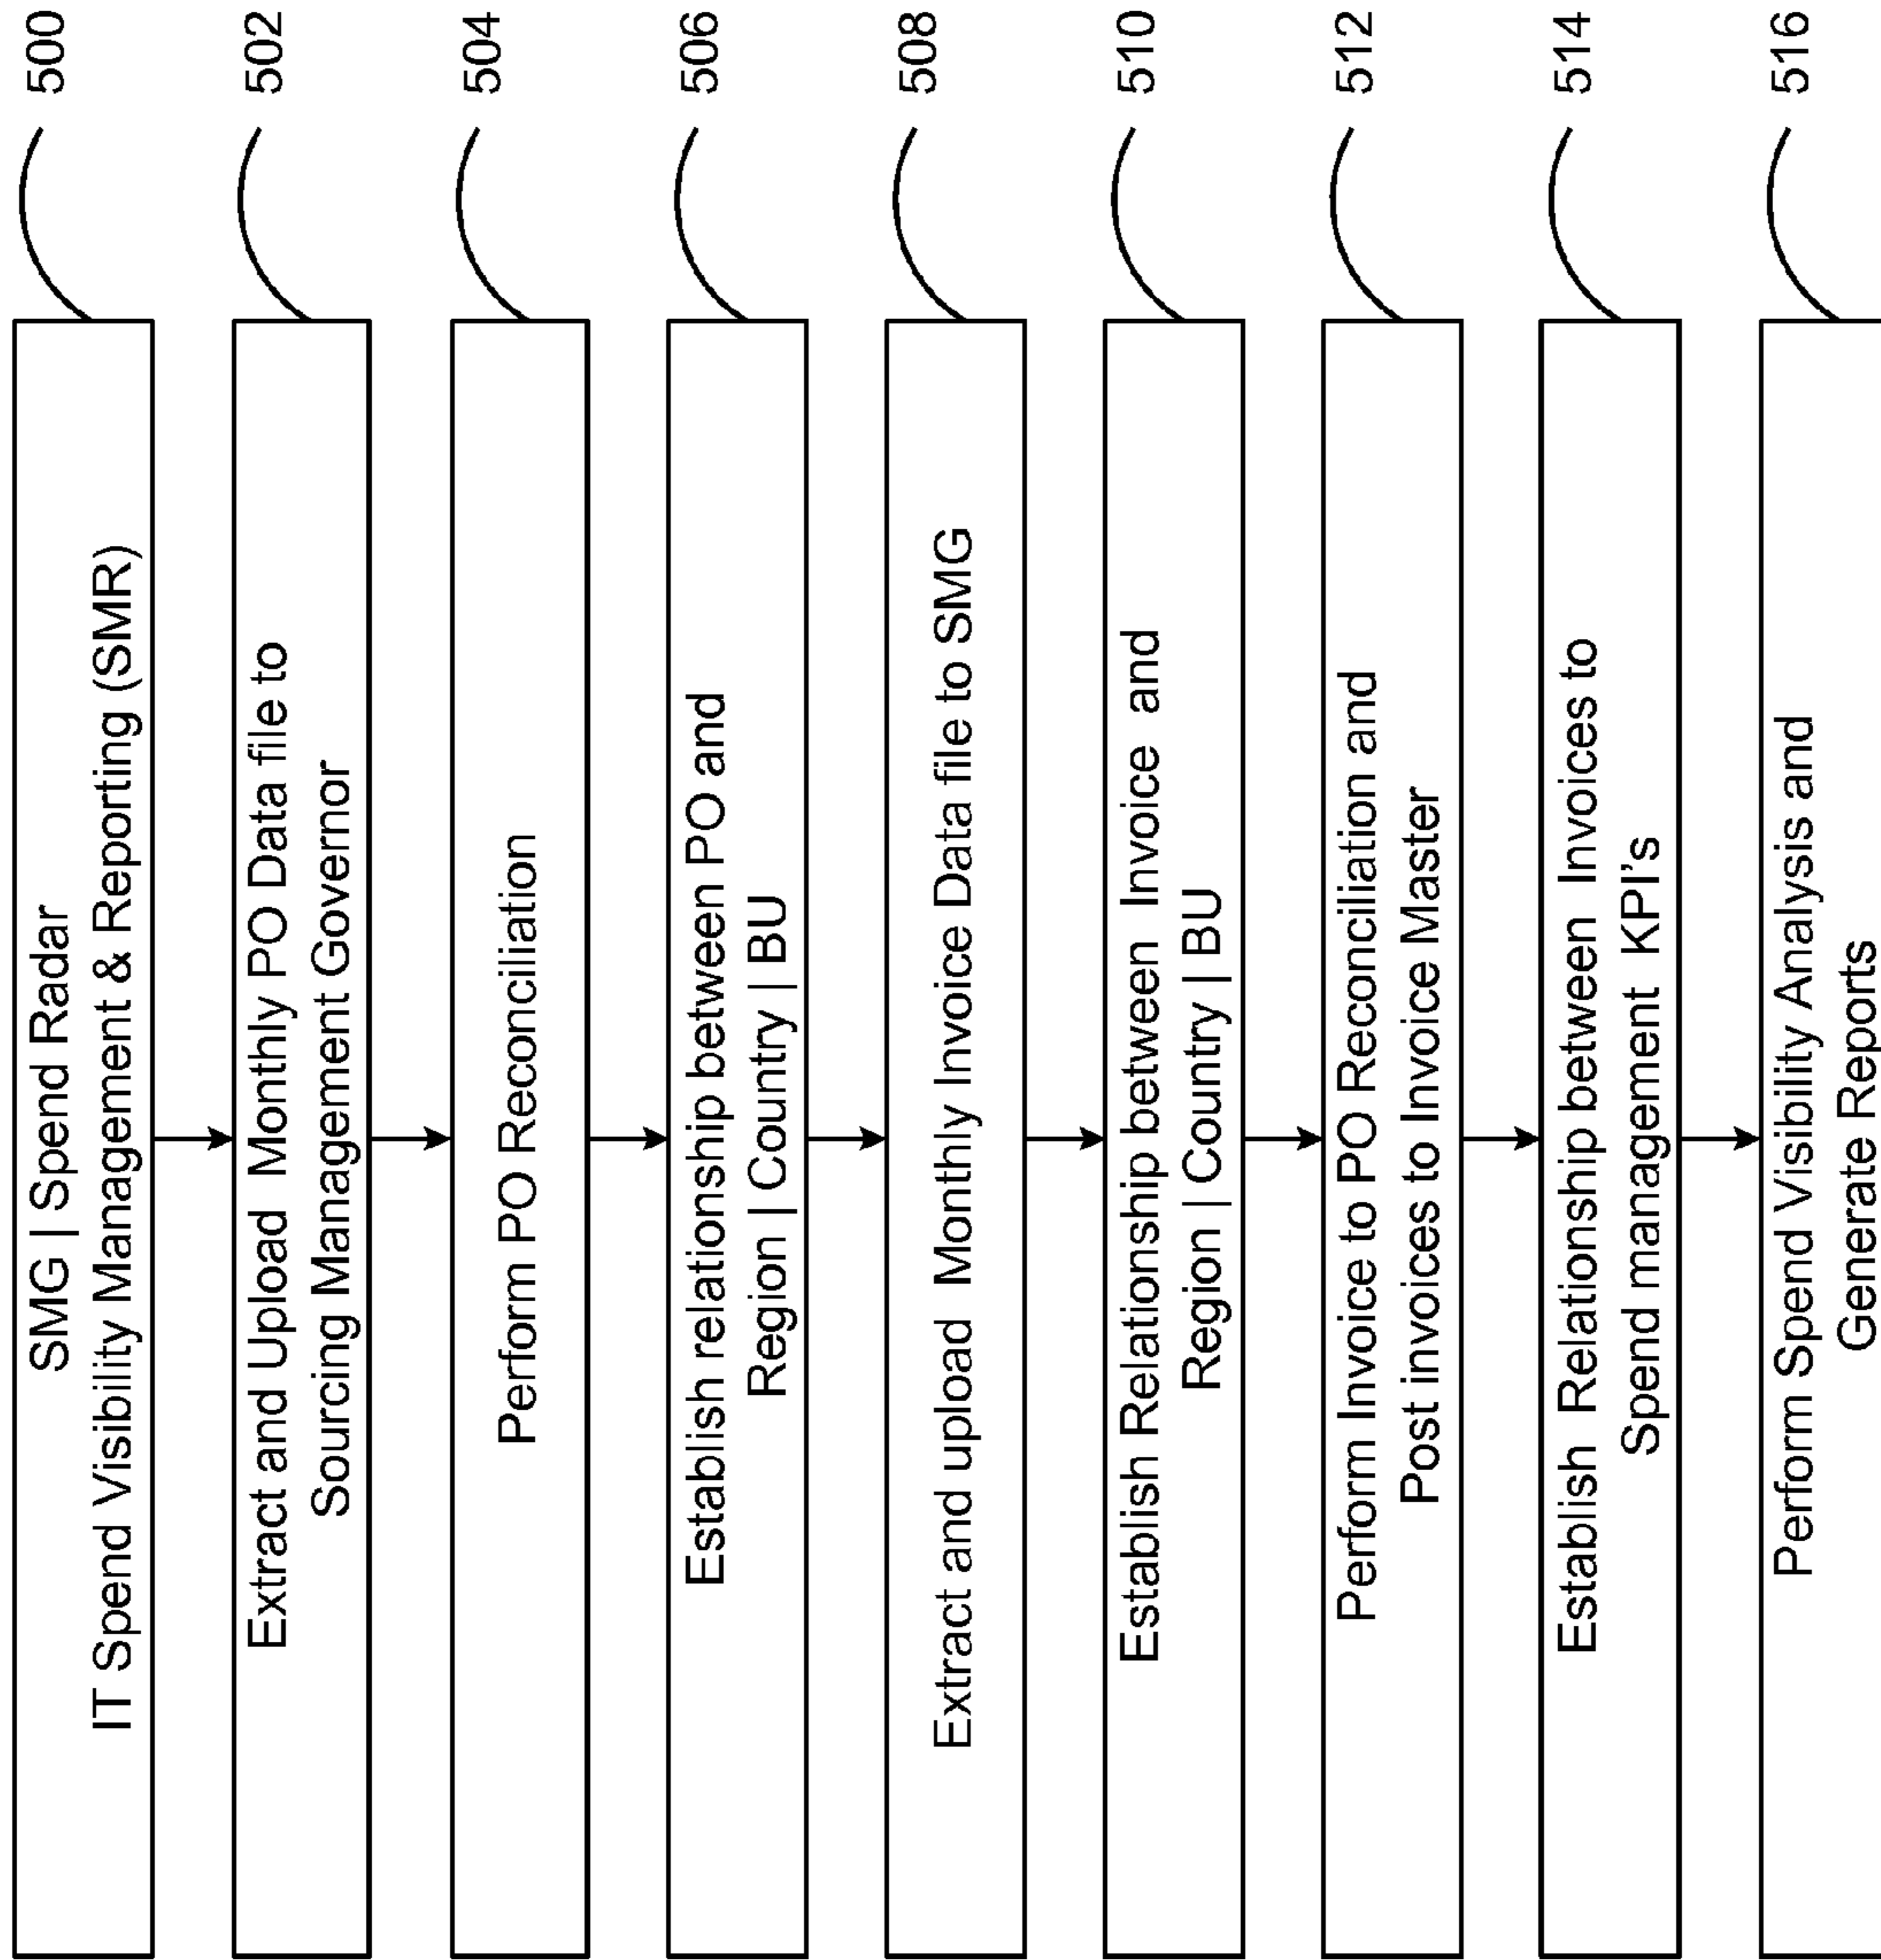 SMG | Spend Radar
IT Spend Visibility Management & Reporting (SMR)
500
Extract and Upload Monthly PO Data file to
Sourcing Management Governor
502
Perform PO Reconciliation
504
Establish relationship between PO and
Region | Country | BU
506
Extract and upload Monthly Invoice Data file to SMG
508
Establish Relationship between Invoice and
Region | Country | BU
510
Perform Invoice to PO Reconciliation and
Post invoices to Invoice Master
512
Establish Relationship between Invoices to
Spend management KPI's
514
Perform Spend Visibility Analysis and
Generate Reports
516